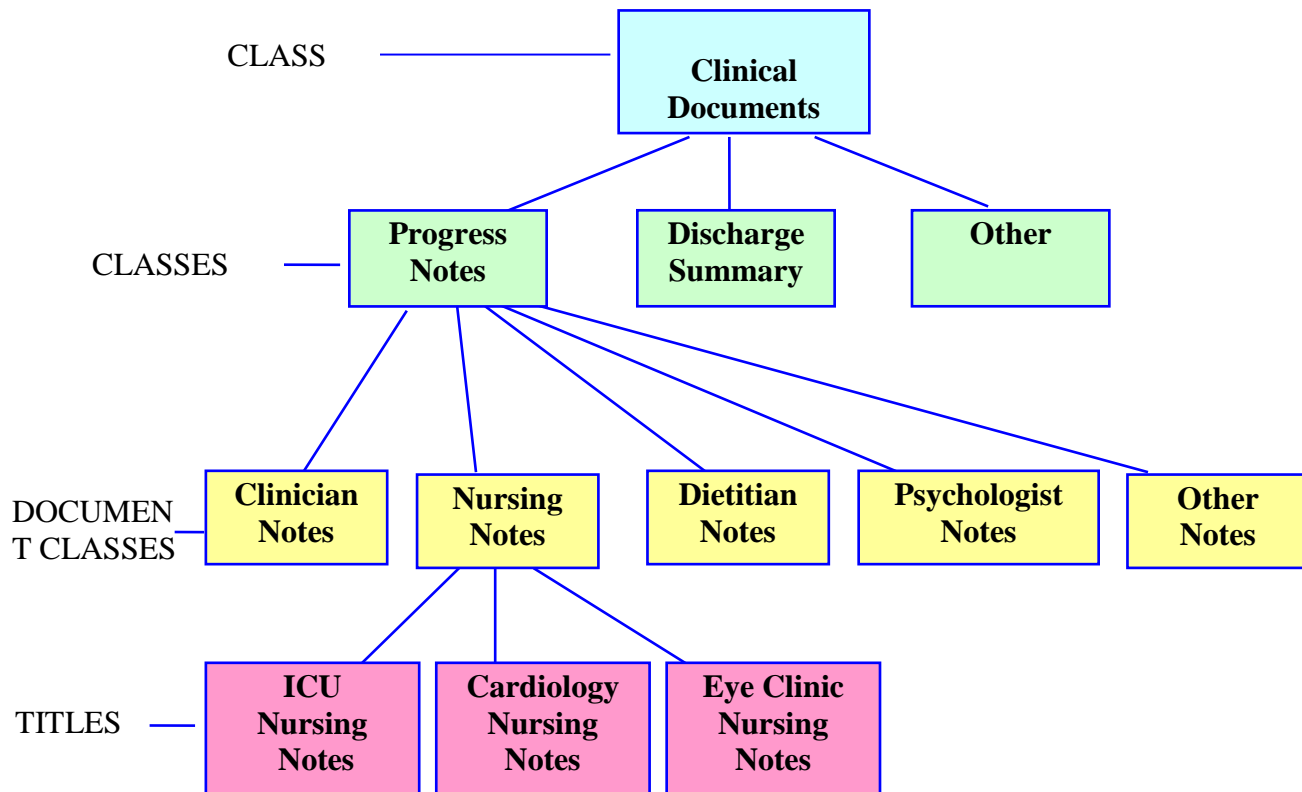 CLASS
Clinical
Documents
CLASSES
Progress
Notes
Discharge
Summary
Other
DOCUMEN
T CLASSES
Clinician
Notes
Nursing
Notes
Dietitian
Notes
Psychologist
Notes
Other
Notes
TITLES
ICU
Nursing
Notes
Cardiology
Nursing
Notes
Eye Clinic
Nursing
Notes